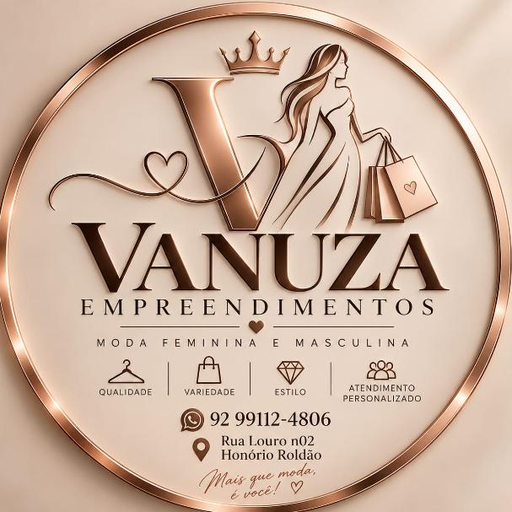 V
VANUZA
EMPREENDIMENTOS
MODA FEMININA E MASCULINA
QUALIDADE
VARIEDADE
ESTILO
ATENDIMENTO
PERSONALIZADO
92 99112-4806
Rua Louro n02
Honório Roldão
Mais que moda,
é você!